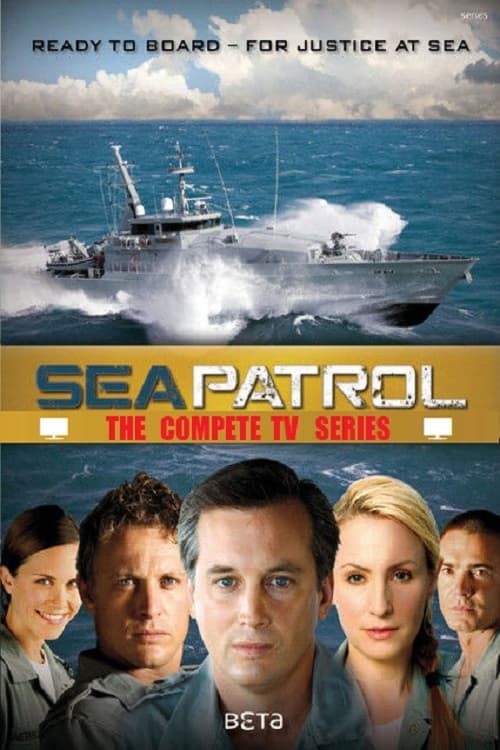 series
READY TO BOARD – FOR JUSTICE AT SEA
SEA PATROL
THE COMPETE TV SERIES
BETA